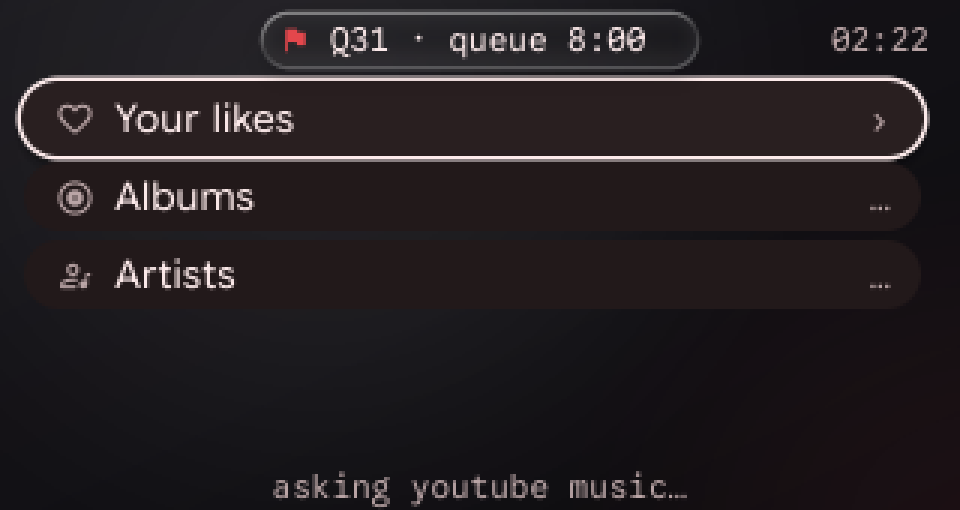 Q31 · queue 8:00
02:22
Your likes ›
Albums …
Artists …
asking youtube music…